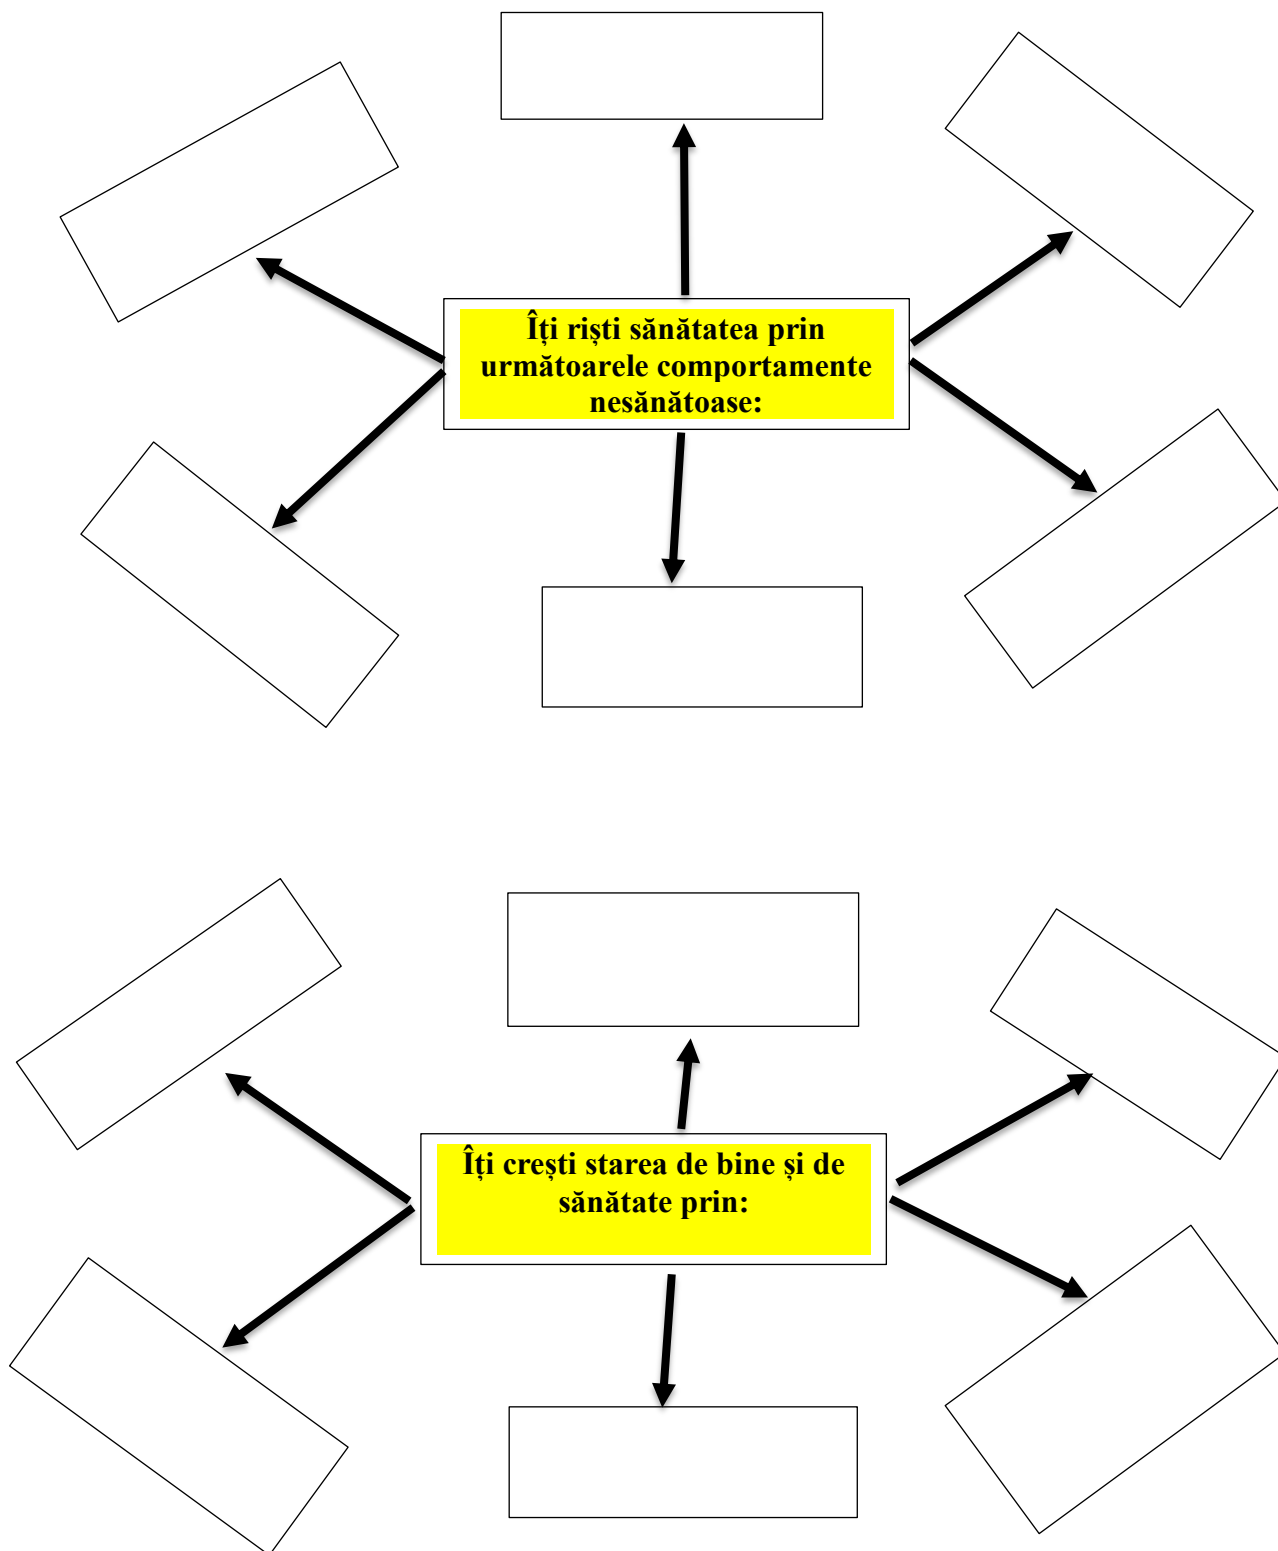 Îți riști sănătatea prin
următoarele comportamente
nesănătoase:
Îți crești starea de bine și de
sănătate prin: